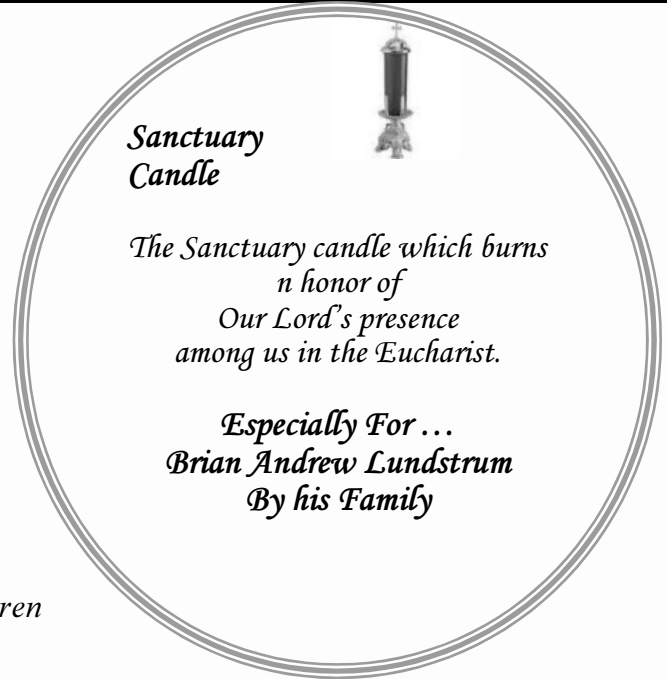 Sanctuary
Candle
The Sanctuary candle which burns
n honor of
Our Lord's presence
among us in the Eucharist.
Especially For …
Brian Andrew Lundstrum
By his Family
ren